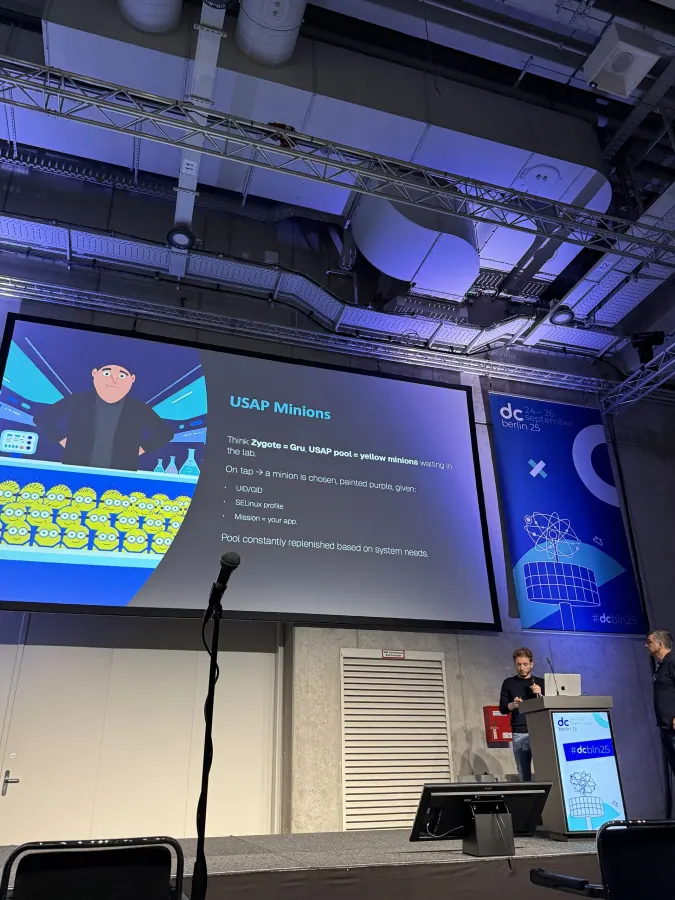 USAP Minions
Think Zygote = Gru, USAP pool = yellow minions waiting in
the lab.
On tap → a minion is chosen, painted purple, given:
· UID/GID
· SELinux profile
· Mission = your app.
Pool constantly replenished based on system needs.
dc 24 – 26
september
berlin 25
#dcbln25
dc
berlin 25
#dcbln25
11